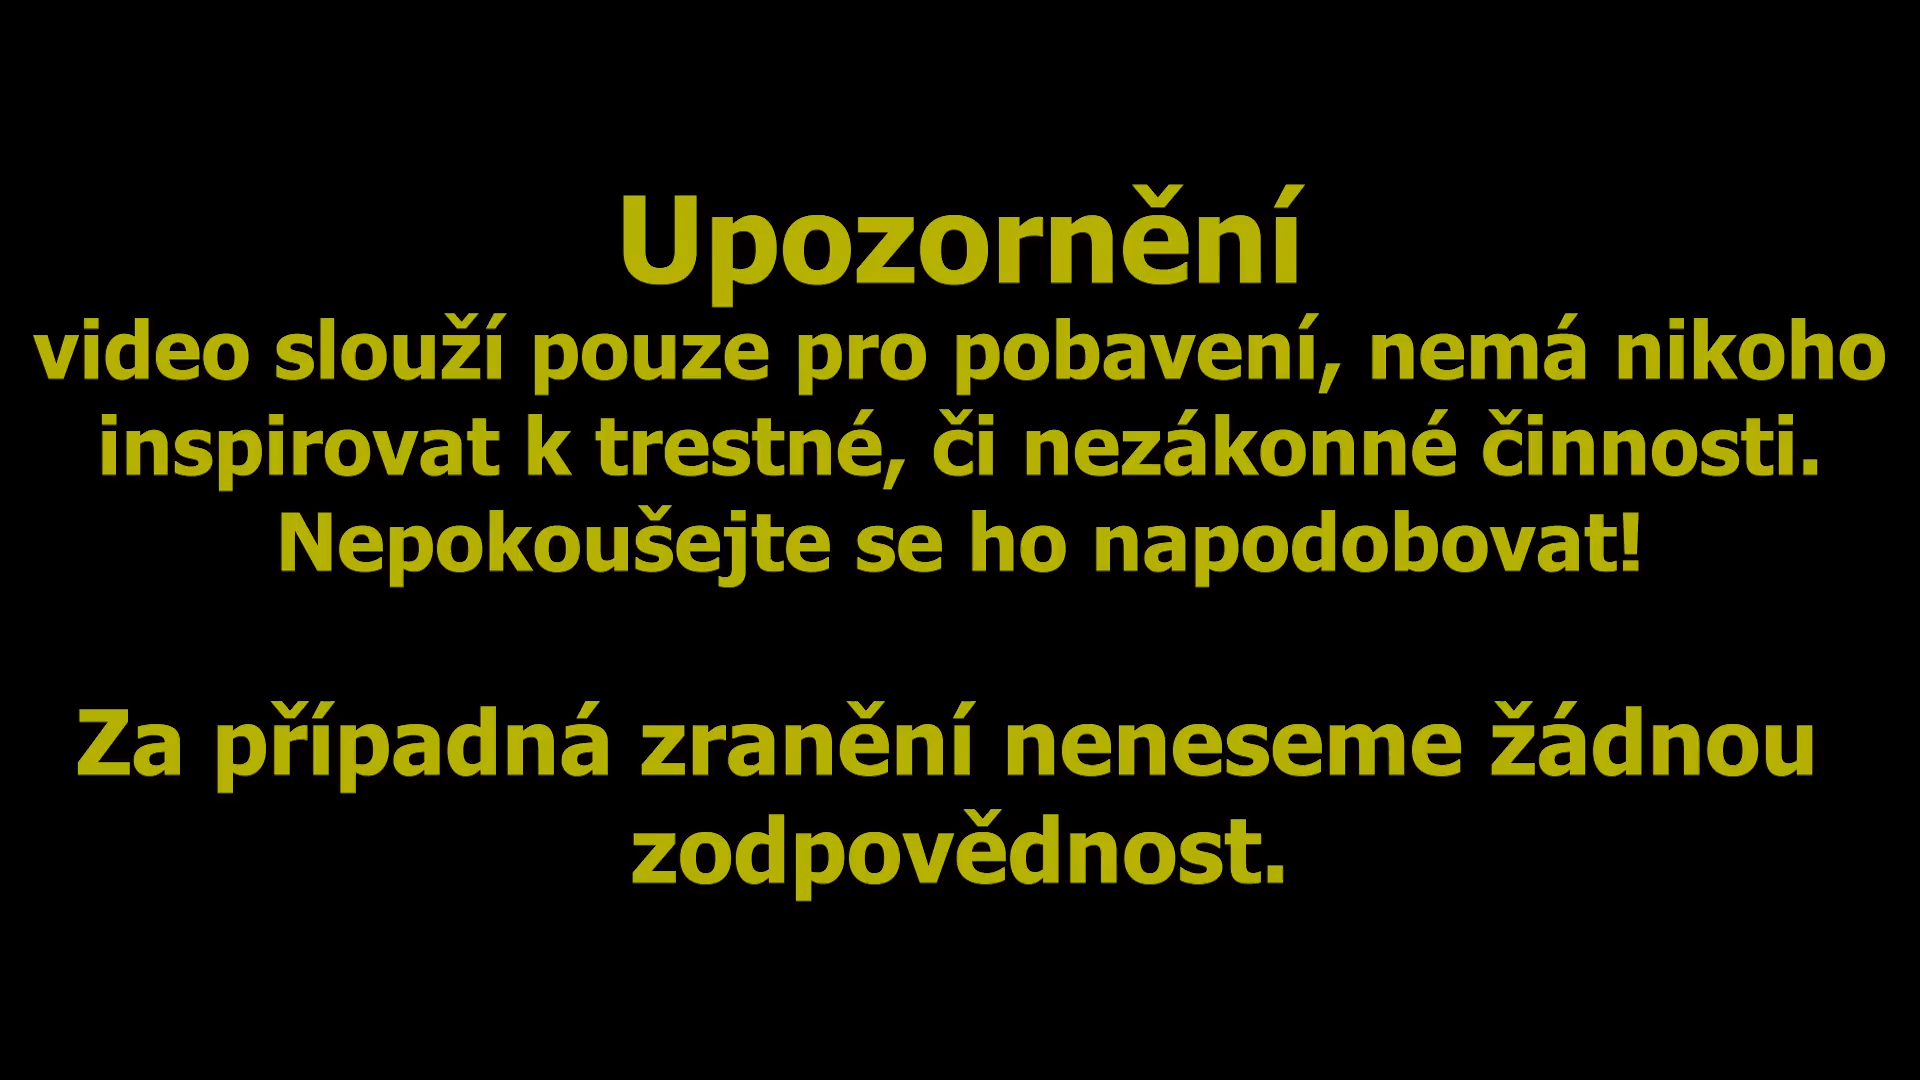 Upozornění
video slouží pouze pro pobavení, nemá nikoho
inspirovat k trestné, či nezákonné činnosti.
Nepokoušejte se ho napodobovat!
Za případná zranění neneseme žádnou
zodpovědnost.